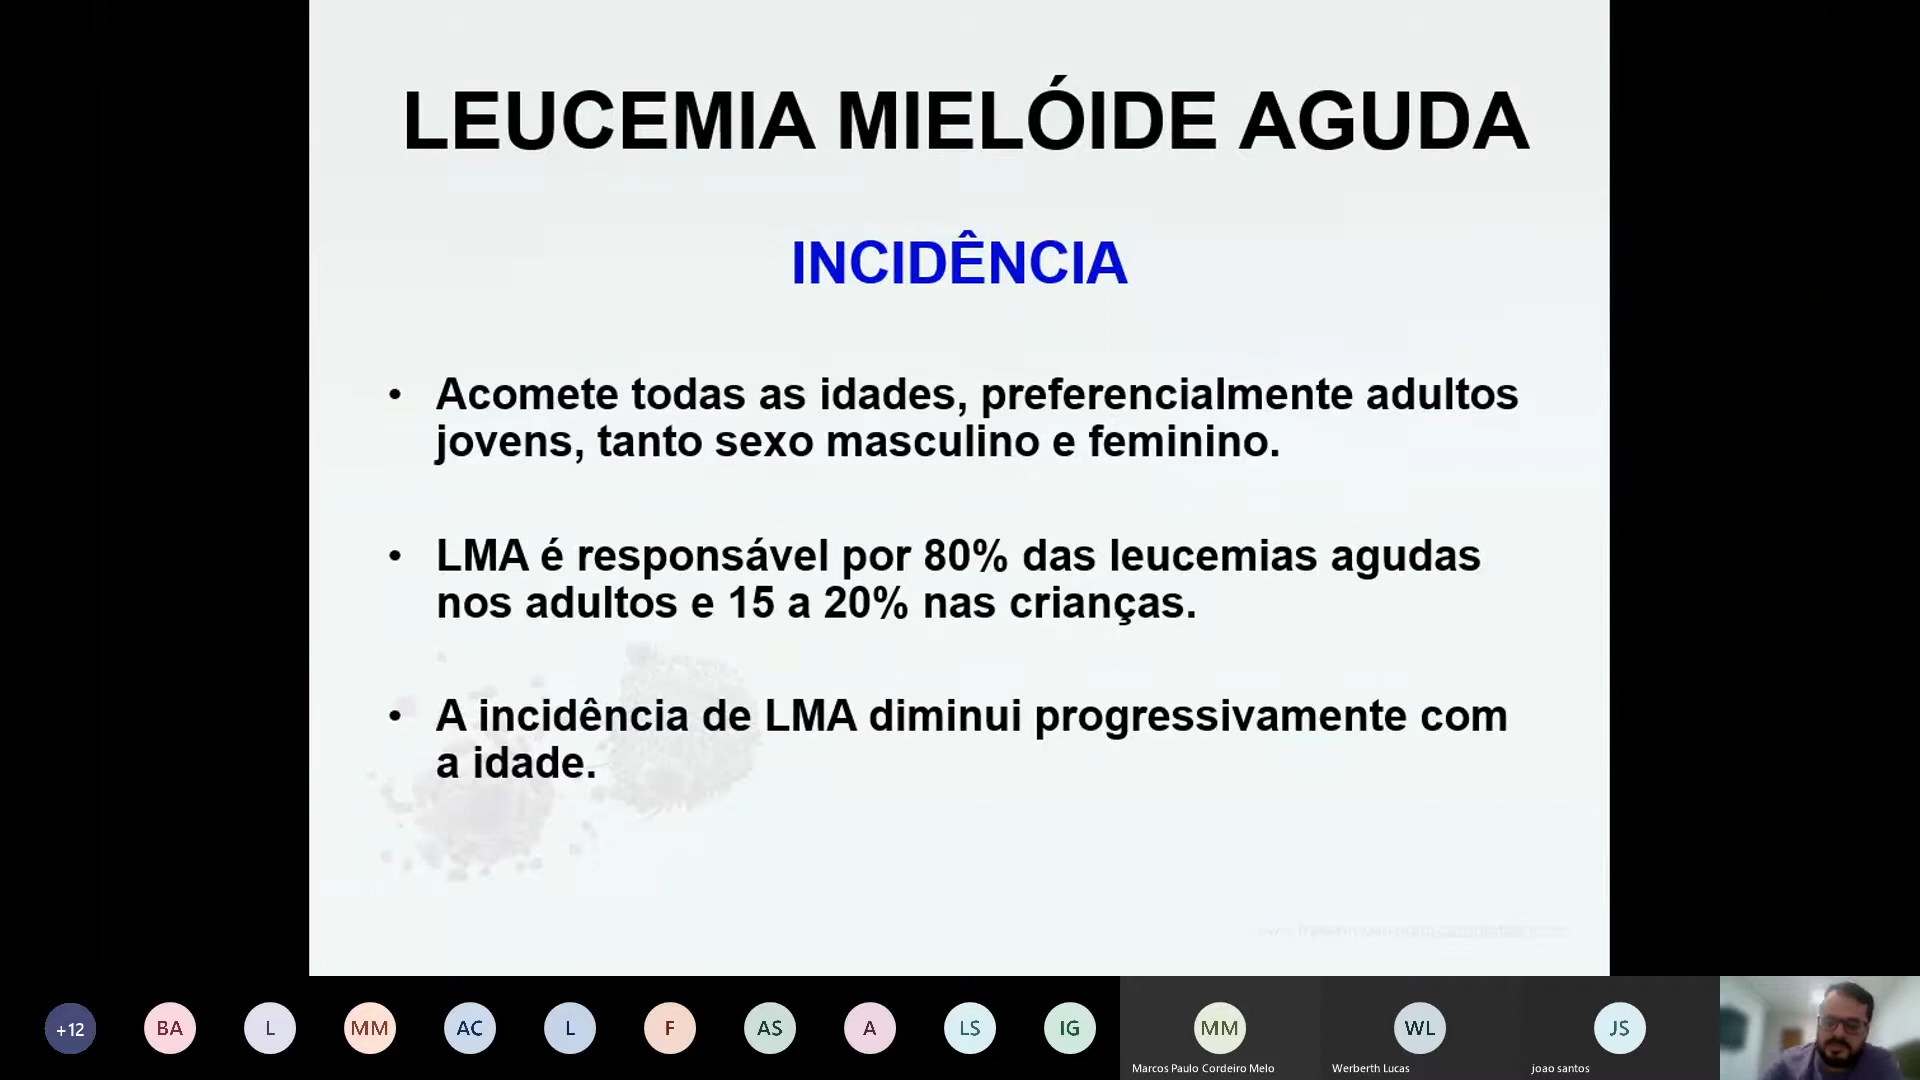 LEUCEMIA MIELÓIDE AGUDA
INCIDÊNCIA
• Acomete todas as idades, preferencialmente adultos
jovens, tanto sexo masculino e feminino.
• LMA é responsável por 80% das leucemias agudas
nos adultos e 15 a 20% nas crianças.
• A incidência de LMA diminui progressivamente com
a idade.
+12
BA
L
MM
AC
L
F
AS
A
LS
IG
MM
WL
JS
Marcos Paulo Cordeiro Melo
Werberth Lucas
joao santos